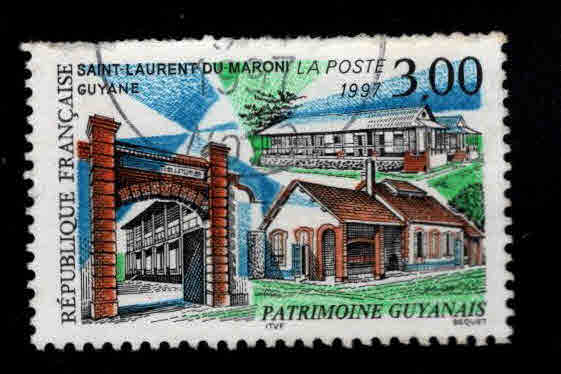 SAINT-LAURENT-DU-MARONI LA POSTE 3,00
GUYANE 1997
RÉPUBLIQUE FRANÇAISE
PATRIMOINE GUYANAIS
ITVF BEQUET